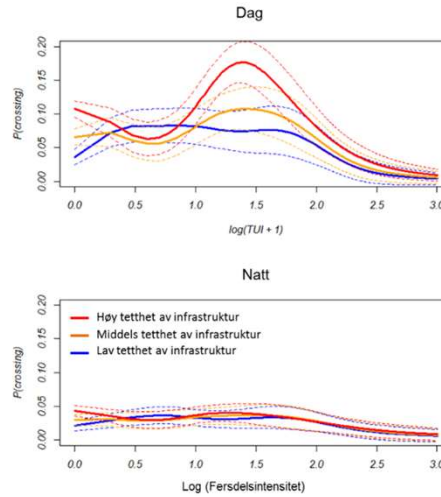 Dag
P(crossing)
0.20
0.15
0.10
0.05
0.00
0.0 0.5 1.0 1.5 2.0 2.5 3.0
log(TUI + 1)
Natt
P(crossing)
0.20
0.15
0.10
0.05
0.00
Høy tetthet av infrastruktur
Middels tetthet av infrastruktur
Lav tetthet av infrastruktur
0.0 0.5 1.0 1.5 2.0 2.5 3.0
Log (Fersdelsintensitet)